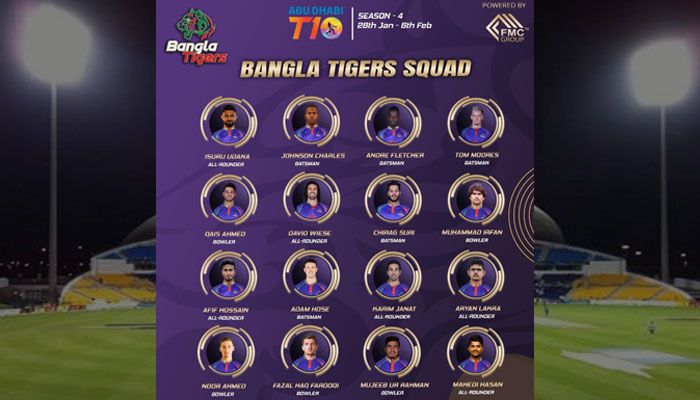 Bangla
Tigers
ABU DHABI
T10
SEASON - 4
28th Jan - 6th Feb
POWERED BY
FMC
GROUP
BANGLA TIGERS SQUAD
ISURU UDANA
ALL-ROUNDER
JOHNSON CHARLES
BATSMAN
ANDRE FLETCHER
BATSMAN
TOM MOORES
BATSMAN
QAIS AHMED
BOWLER
DAVID WIESE
ALL-ROUNDER
CHIRAG SURI
BATSMAN
MUHAMMAD IRFAN
BOWLER
AFIF HOSSAIN
ALL-ROUNDER
ADAM HOSE
BATSMAN
KARIM JANAT
ALL-ROUNDER
ARYAN LAKRA
ALL-ROUNDER
NOOR AHMED
BOWLER
FAZAL HAQ FAROOQI
BOWLER
MUJEEB UR RAHMAN
BOWLER
MAHEDI HASAN
ALL-ROUNDER